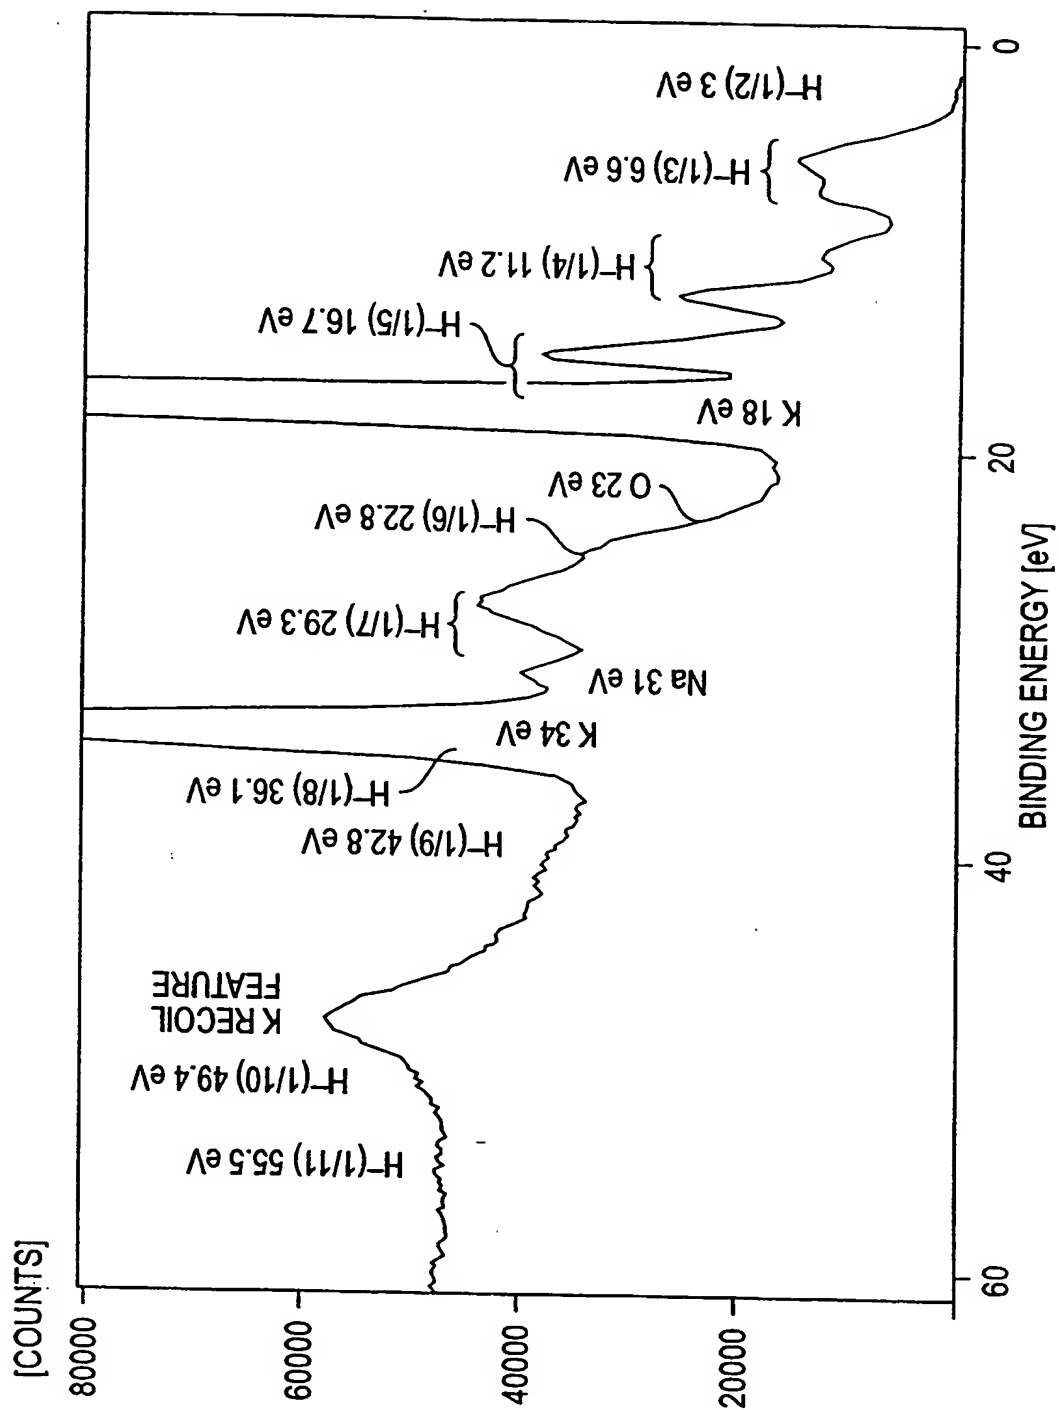 [COUNTS]
80000
60000
40000
20000
H⁻(1/11) 55.5 eV
H⁻(1/10) 49.4 eV
K RECOIL
FEATURE
H⁻(1/9) 42.8 eV
H⁻(1/8) 36.1 eV
K 34 eV
Na 31 eV
H⁻(1/7) 29.3 eV
H⁻(1/6) 22.8 eV
O 23 eV
K 18 eV
H⁻(1/5) 16.7 eV
H⁻(1/4) 11.2 eV
H⁻(1/3) 6.6 eV
H⁻(1/2) 3 eV
60
40
20
0
BINDING ENERGY [eV]